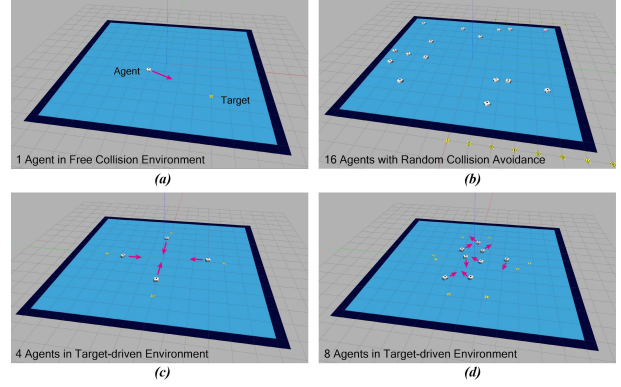 Agent
Target
1 Agent in Free Collision Environment
(a)
16 Agents with Random Collision Avoidance
(b)
4 Agents in Target-driven Environment
(c)
8 Agents in Target-driven Environment
(d)